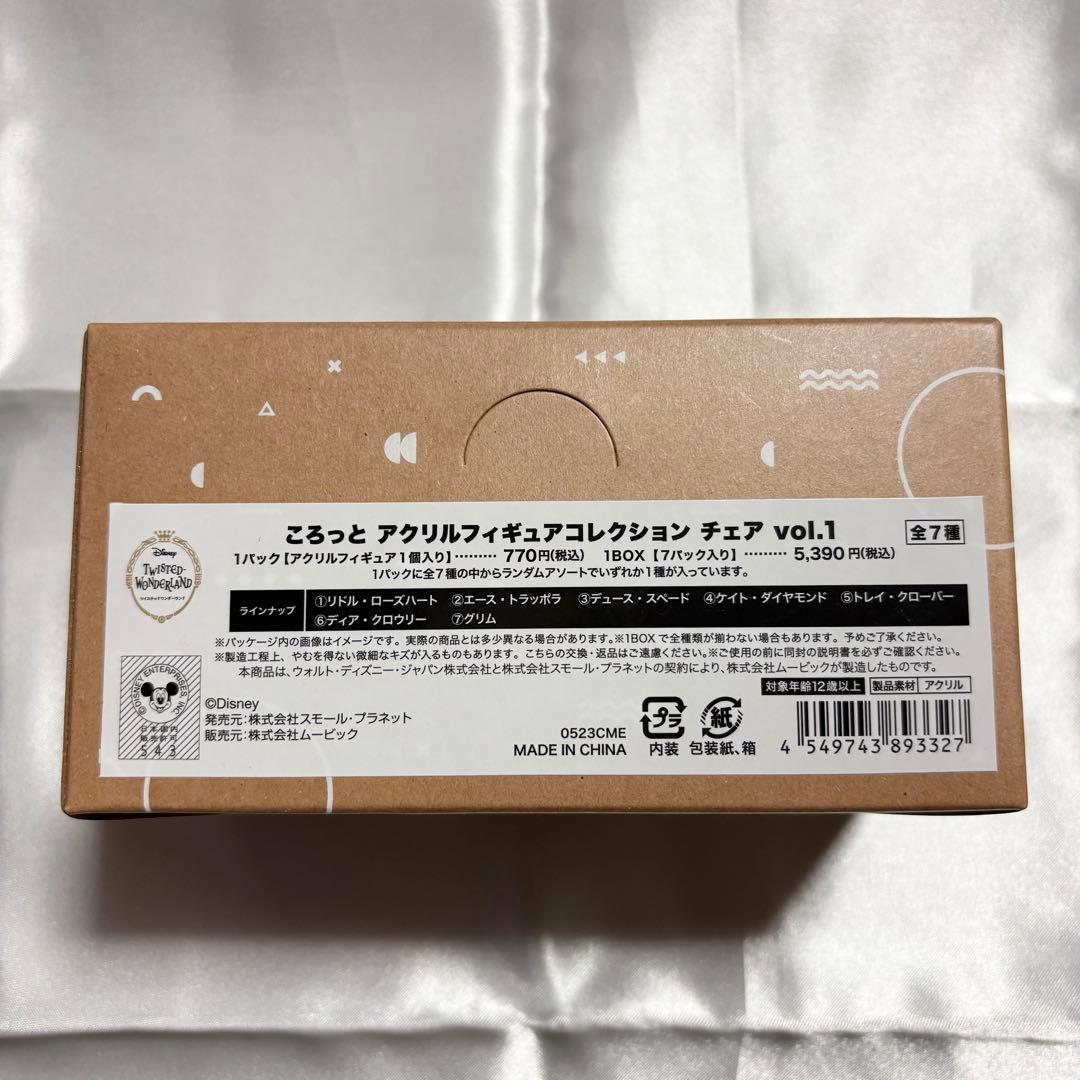 ころっと アクリルフィギュアコレクション チェア vol.1
全7種
1パック【アクリルフィギュア1個入り】………770円(税込) 1BOX【7パック入り】………5,390円(税込)
1パックに全7種の中からランダムアソートでいずれか1種が入っています。
Disney
TWISTED-
WONDERLAND
ツイステッドワンダーランド
ラインナップ
①リドル・ローズハート ②エース・トラッポラ ③デュース・スペード ④ケイト・ダイヤモンド ⑤トレイ・クローバー
⑥ディア・クロウリー ⑦グリム
※パッケージ内の画像はイメージです。実際の商品とは多少異なる場合があります。※1BOXで全種類が揃わない場合もあります。予めご了承ください。
※製造工程上、やむを得ない微細なキズが入るものもあります。こちらの交換・返品はご遠慮ください。※ご使用の前に同封の説明書を必ずご確認ください。
本商品は、ウォルト・ディズニー・ジャパン株式会社と株式会社スモール・プラネットの契約により、株式会社ムービックが製造したものです。
対象年齢12歳以上 製品素材 アクリル
©DISNEY ENTERPRISES INC
日本国内
販売許可
543
©Disney
発売元：株式会社スモール・プラネット
販売元：株式会社ムービック
0523CME
MADE IN CHINA
プラ
内装
紙
包装紙、箱
4 549743 893327